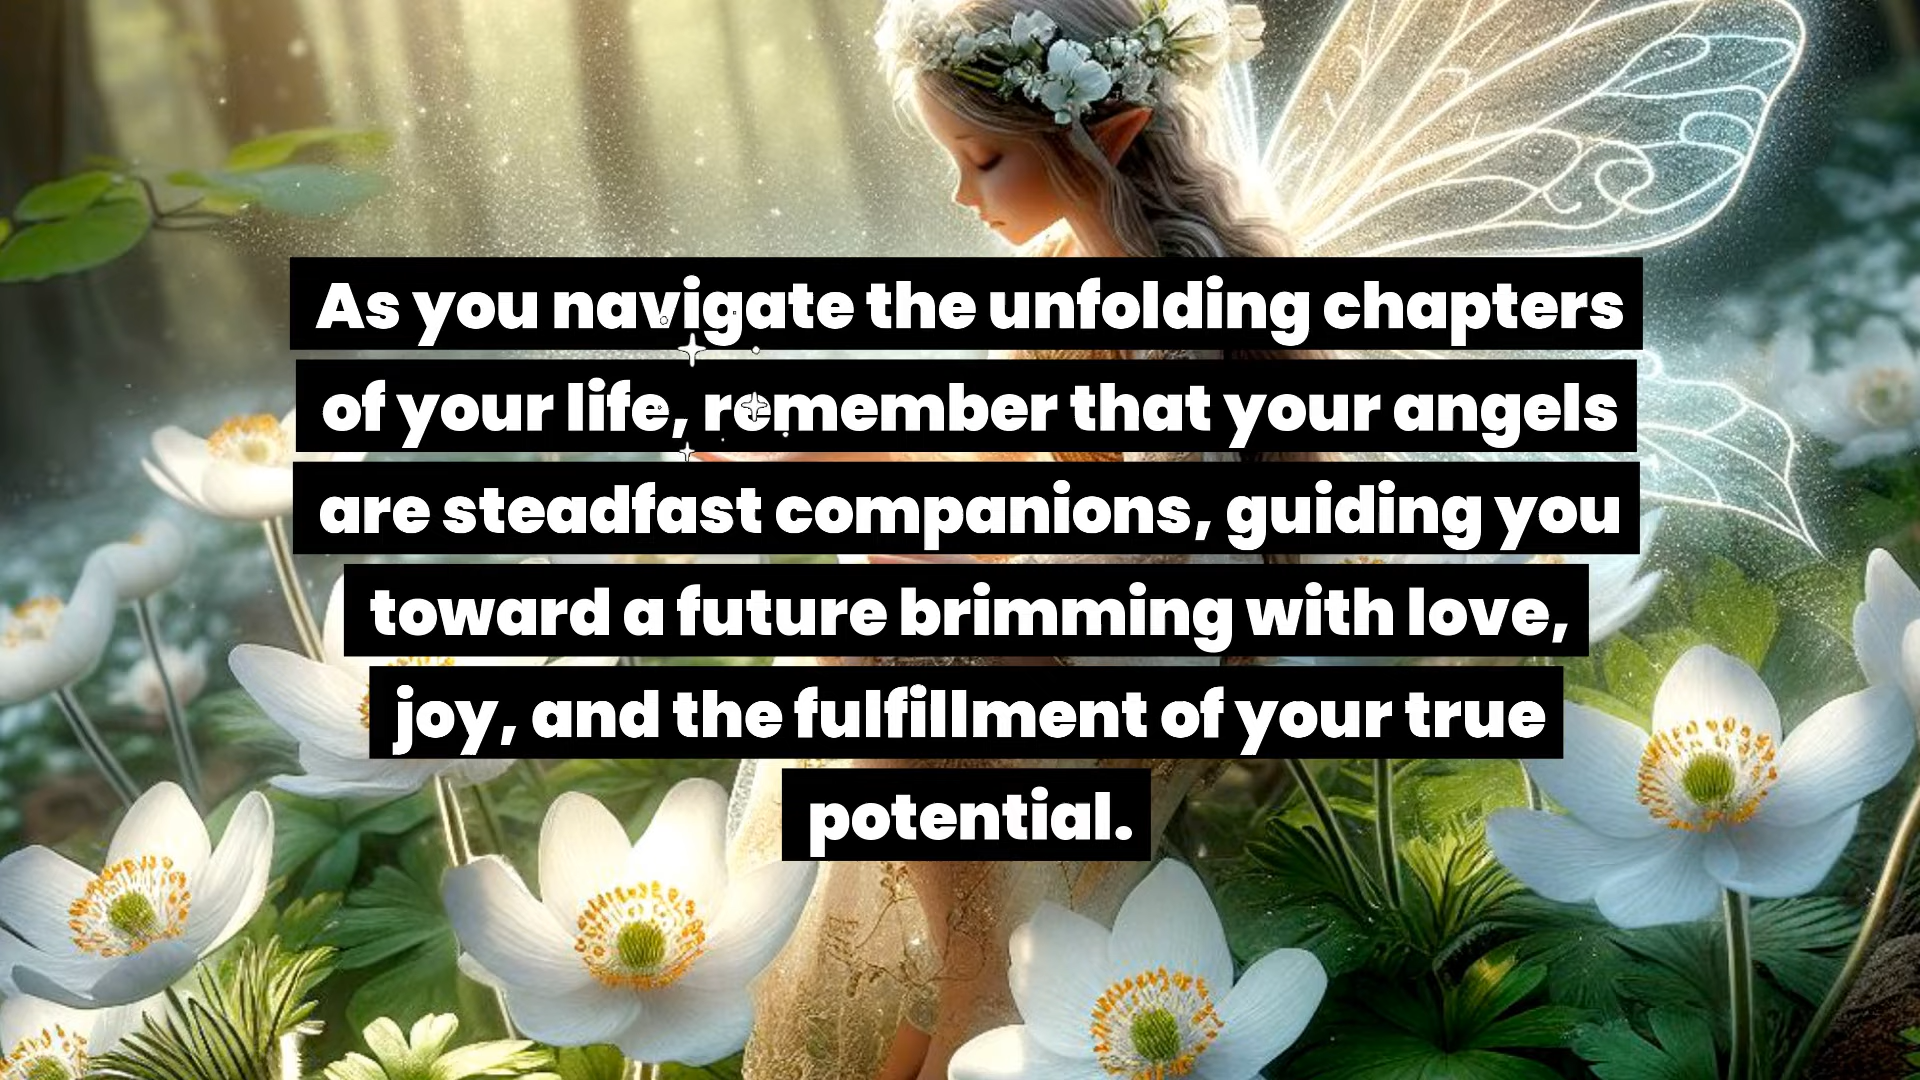 As you navigate the unfolding chapters
of your life, remember that your angels
are steadfast companions, guiding you
toward a future brimming with love,
joy, and the fulfillment of your true
potential.